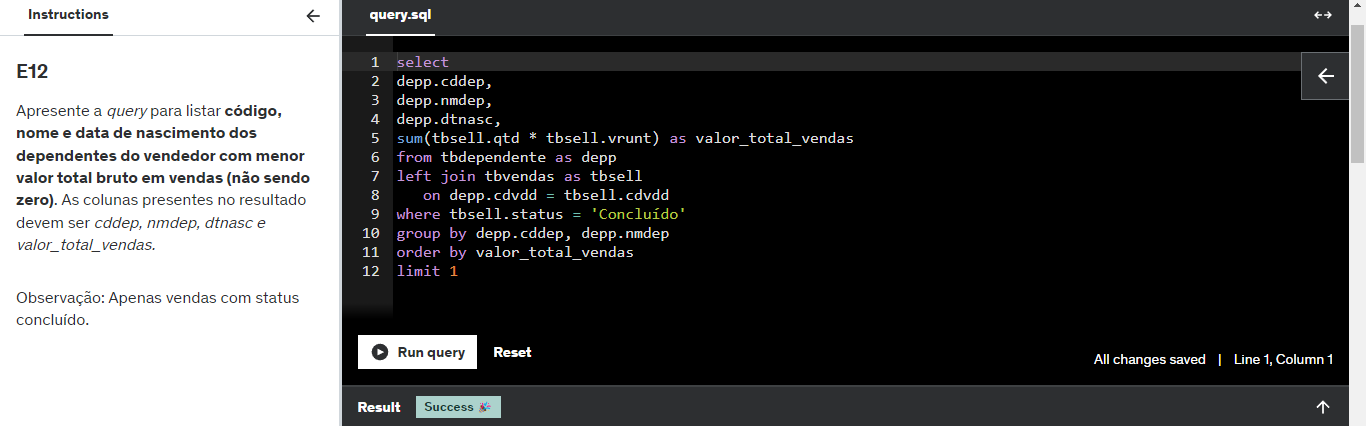 Instructions
E12
Apresente a query para listar código,
nome e data de nascimento dos
dependentes do vendedor com menor
valor total bruto em vendas (não sendo
zero). As colunas presentes no resultado
devem ser cddep, nmdep, dtnasc e
valor_total_vendas.
Observação: Apenas vendas com status
concluído.
query.sql
1 select
2 depp.cddep,
3 depp.nmdep,
4 depp.dtnasc,
5 sum(tbsell.qtd * tbsell.vrunt) as valor_total_vendas
6 from tbdependente as depp
7 left join tbvendas as tbsell
8 on depp.cdvdd = tbsell.cdvdd
9 where tbsell.status = 'Concluído'
10 group by depp.cddep, depp.nmdep
11 order by valor_total_vendas
12 limit 1
Run query Reset
All changes saved | Line 1, Column 1
Result Success